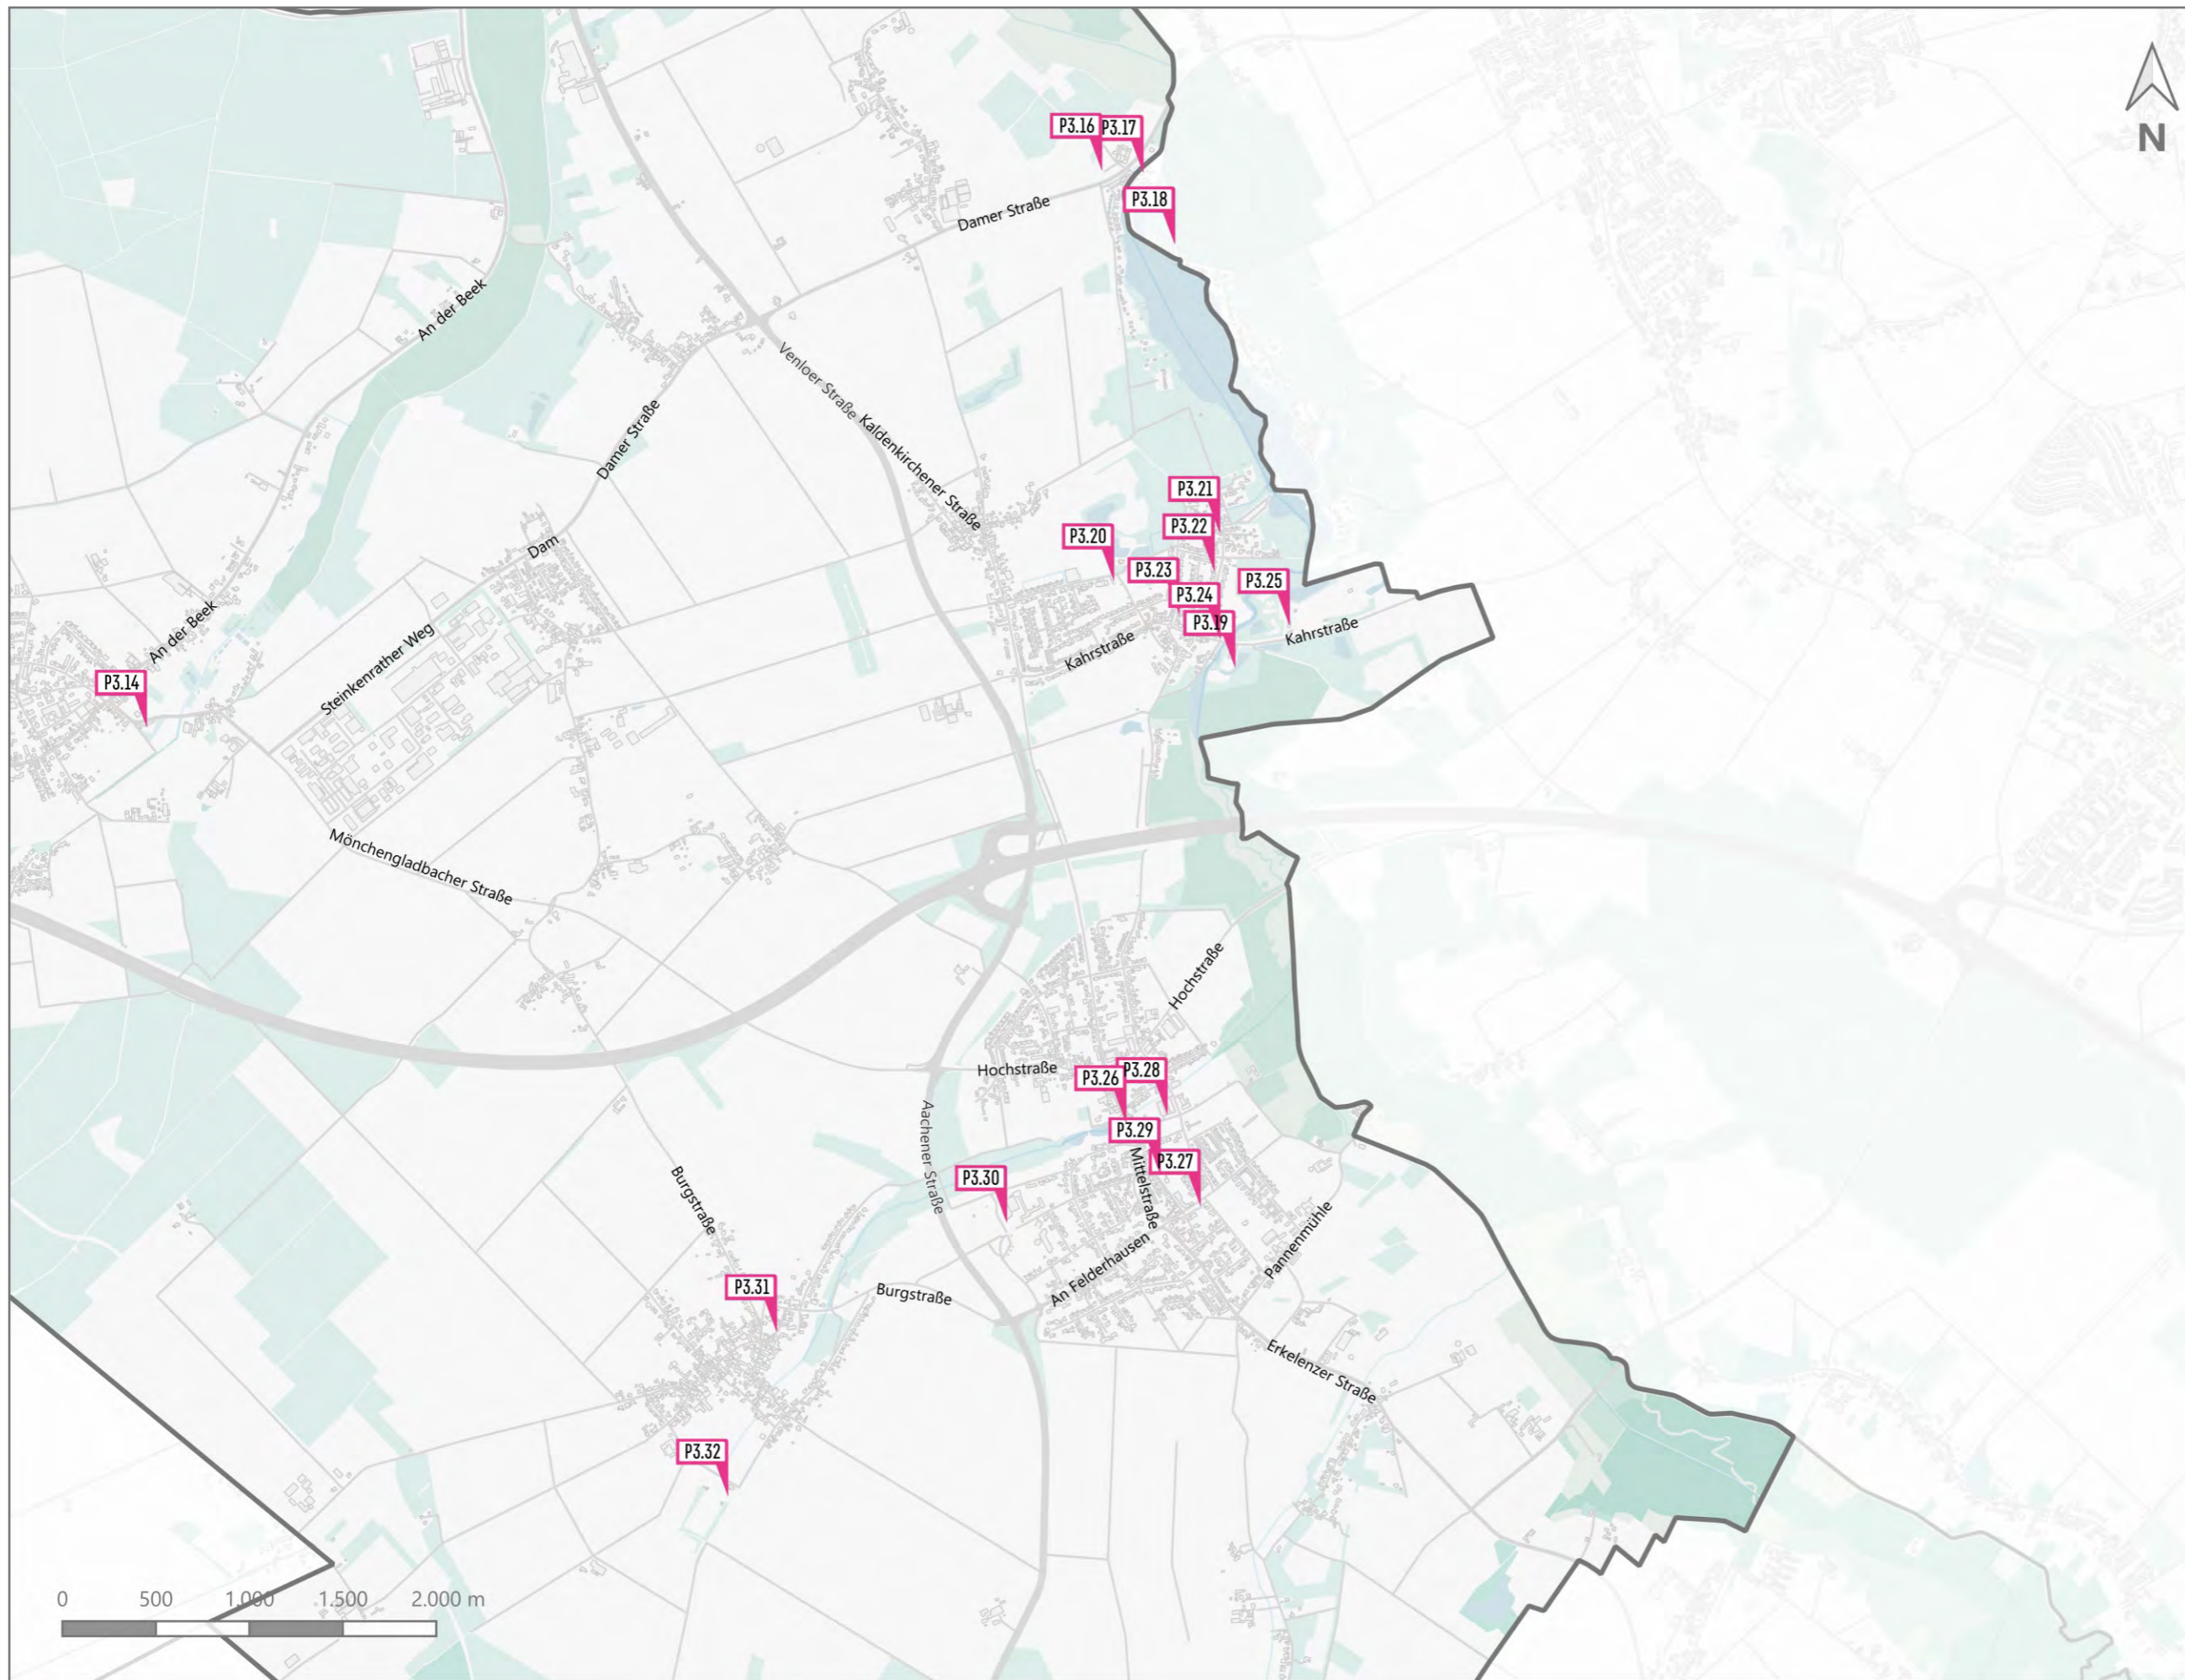 N
P3.16
P3.17
P3.18
Damer Straße
An der Beek
Venloer Straße
Kaldenkirchener Straße
Damer Straße
P3.21
P3.22
P3.20
Dam
P3.23
P3.25
P3.24
P3.19
An der Beek
Steinkenrather Weg
Kahrstraße
Kahrstraße
P3.14
Mönchengladbacher Straße
Hochstraße
Hochstraße
P3.26
P3.28
Aachener Straße
P3.29
P3.27
Mittelstraße
P3.30
Burgstraße
Pannenmühle
An Felderhausen
P3.31
Burgstraße
Erkelenzer Straße
P3.32
0 500 1.000 1.500 2.000 m